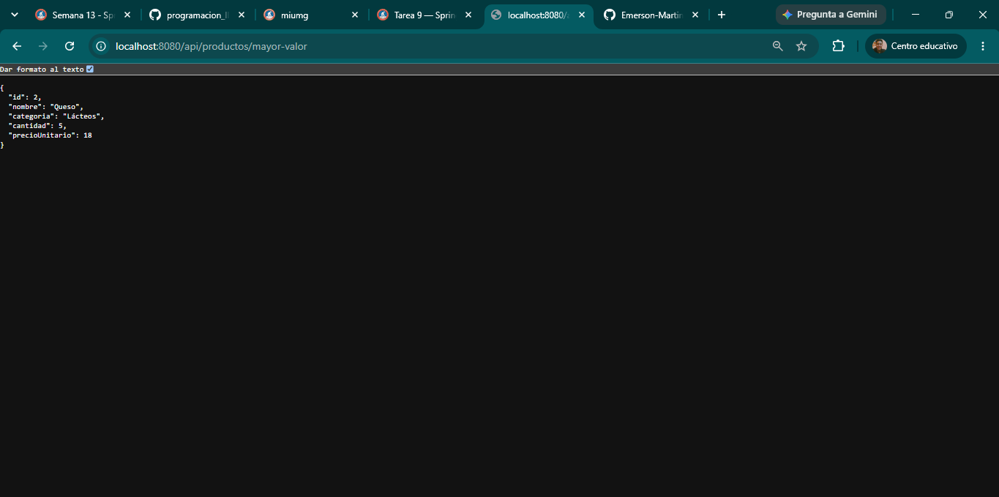 Semana 13 - Sp
programacion_II
miumg
Tarea 9 — Sprin
localhost:8080/a
Emerson-Martin
Pregunta a Gemini
localhost:8080/api/productos/mayor-valor
Centro educativo
Dar formato al texto
{
"id": 2,
"nombre": "Queso",
"categoria": "Lácteos",
"cantidad": 5,
"precioUnitario": 18
}